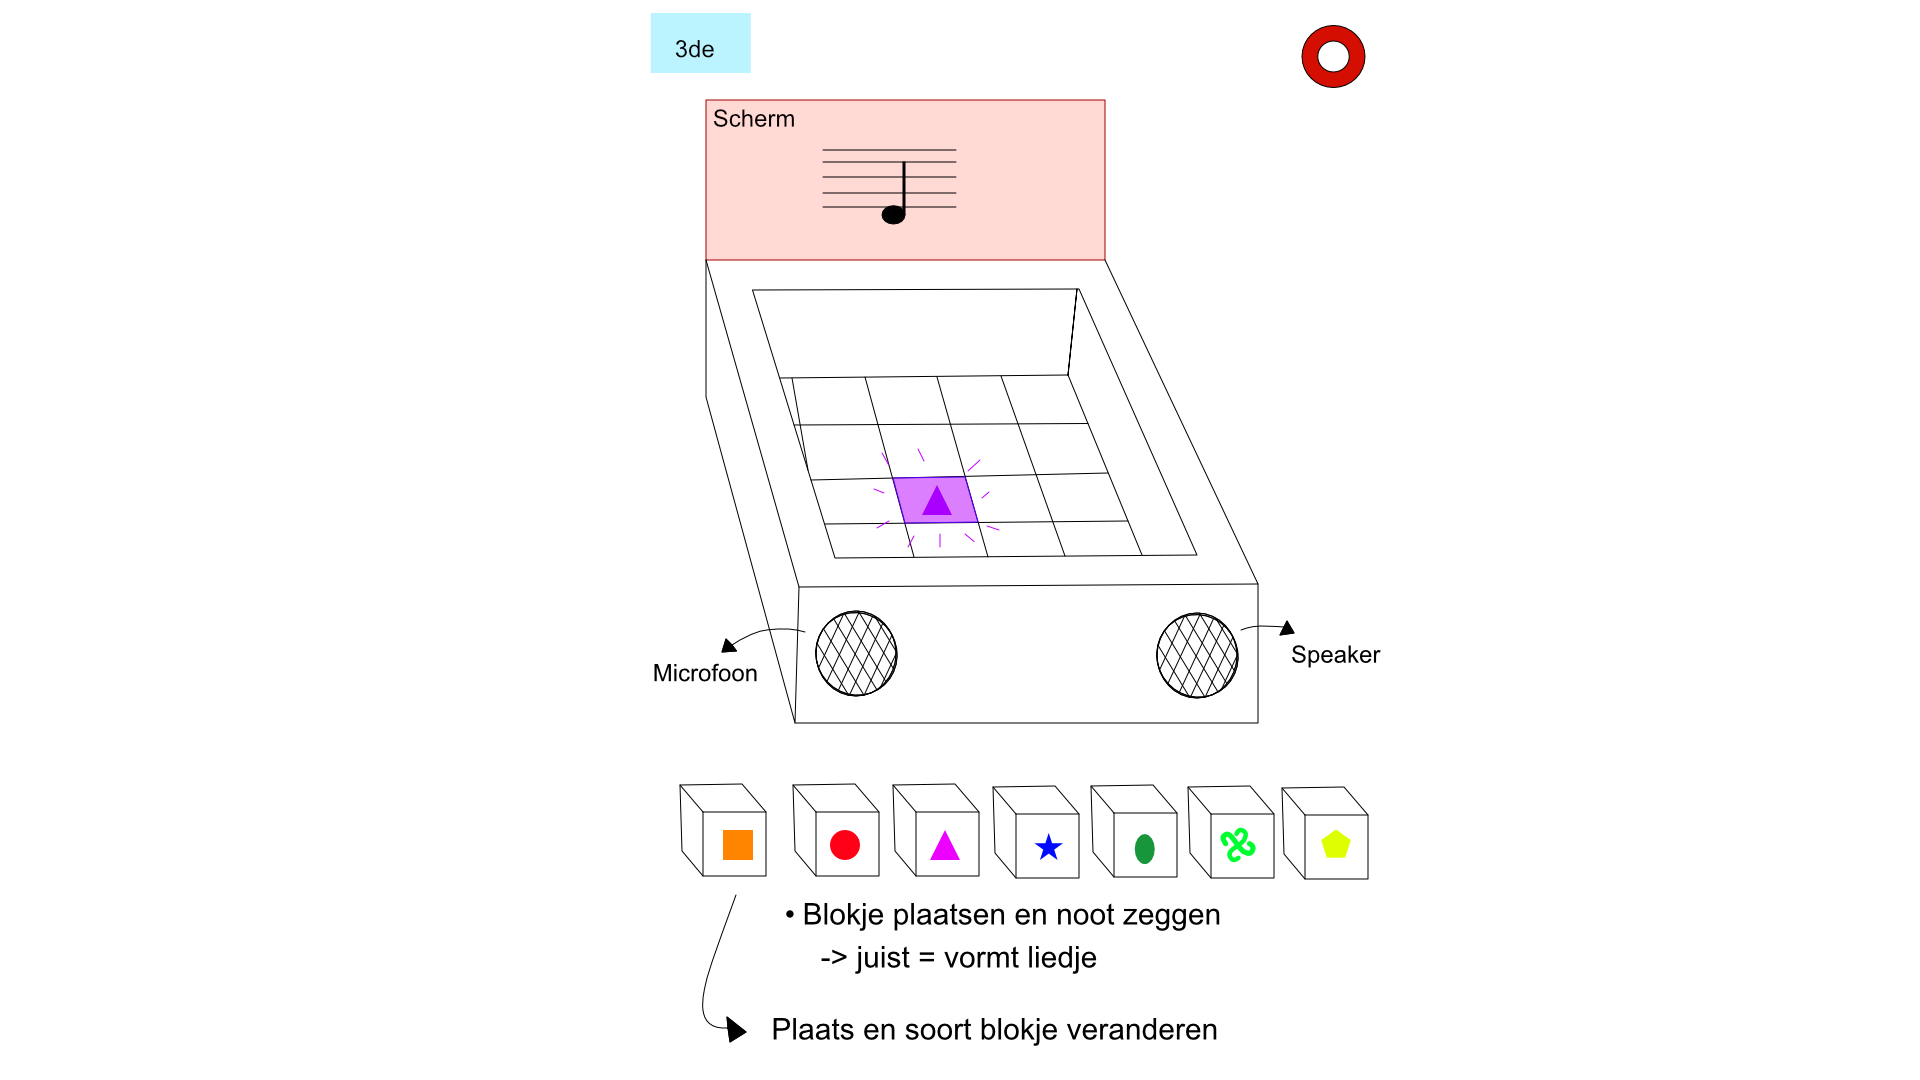 3de
Scherm
Microfoon
Speaker
• Blokje plaatsen en noot zeggen
-> juist = vormt liedje
Plaats en soort blokje veranderen